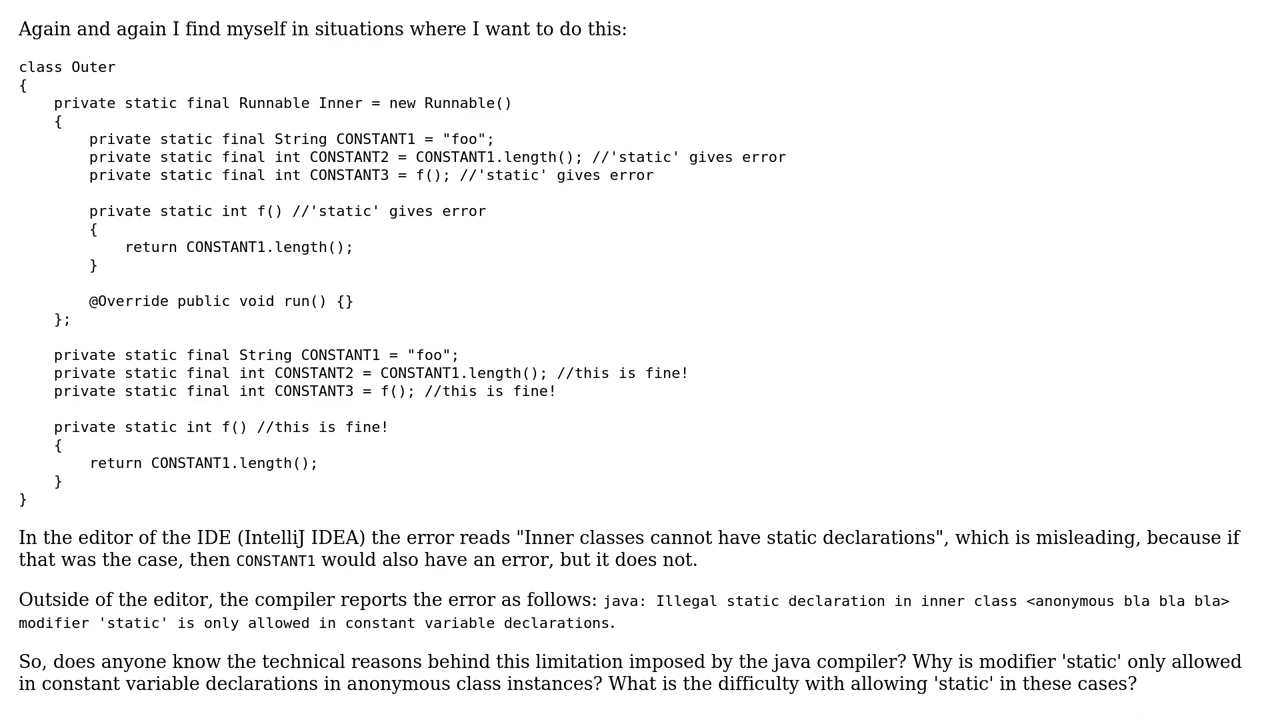 Again and again I find myself in situations where I want to do this:
class Outer
{
    private static final Runnable Inner = new Runnable()
    {
        private static final String CONSTANT1 = "foo";
        private static final int CONSTANT2 = CONSTANT1.length(); //'static' gives error
        private static final int CONSTANT3 = f(); //'static' gives error

        private static int f() //'static' gives error
        {
            return CONSTANT1.length();
        }

        @Override public void run() {}
    };

    private static final String CONSTANT1 = "foo";
    private static final int CONSTANT2 = CONSTANT1.length(); //this is fine!
    private static final int CONSTANT3 = f(); //this is fine!

    private static int f() //this is fine!
    {
        return CONSTANT1.length();
    }
}
In the editor of the IDE (IntelliJ IDEA) the error reads "Inner classes cannot have static declarations", which is misleading, because if
that was the case, then CONSTANT1 would also have an error, but it does not.
Outside of the editor, the compiler reports the error as follows: java: Illegal static declaration in inner class <anonymous bla bla bla>
modifier 'static' is only allowed in constant variable declarations.
So, does anyone know the technical reasons behind this limitation imposed by the java compiler? Why is modifier 'static' only allowed
in constant variable declarations in anonymous class instances? What is the difficulty with allowing 'static' in these cases?